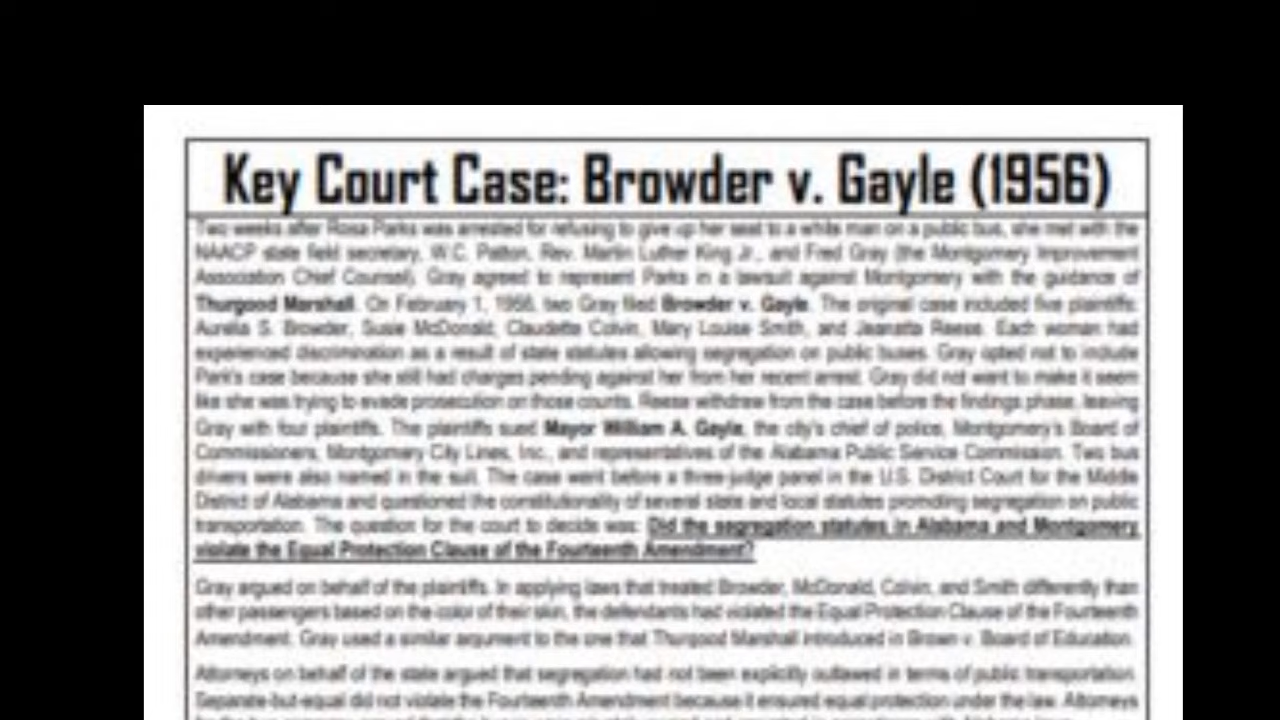 Key Court Case: Browder v. Gayle (1956)
Two weeks after Rosa Parks was arrested for refusing to give up her seat to a white man on a public bus, she met with the
NAACP state field secretary, W.C. Patton, Rev. Martin Luther King Jr., and Fred Gray (the Montgomery Improvement
Association Chief Counsel). Gray agreed to represent Parks in a lawsuit against Montgomery with the guidance of
Thurgood Marshall. On February 1, 1956, two Gray filed Browder v. Gayle. The original case included five plaintiffs:
Aurelia S. Browder, Susie McDonald, Claudette Colvin, Mary Louise Smith, and Jeanatta Reese. Each woman had
experienced discrimination as a result of state statutes allowing segregation on public buses. Gray opted not to include
Park's case because she still had charges pending against her from her recent arrest. Gray did not want to make it seem
like she was trying to evade prosecution on those counts. Reese withdrew from the case before the findings phase, leaving
Gray with four plaintiffs. The plaintiffs sued Mayor William A. Gayle, the city's chief of police, Montgomery's Board of
Commissioners, Montgomery City Lines, Inc., and representatives of the Alabama Public Service Commission. Two bus
drivers were also named in the suit. The case went before a three-judge panel in the U.S. District Court for the Middle
District of Alabama and questioned the constitutionality of several state and local statutes promoting segregation on public
transportation. The question for the court to decide was: Did the segregation statutes in Alabama and Montgomery
violate the Equal Protection Clause of the Fourteenth Amendment?
Gray argued on behalf of the plaintiffs. In applying laws that treated Browder, McDonald, Colvin, and Smith differently than
other passengers based on the color of their skin, the defendants had violated the Equal Protection Clause of the Fourteenth
Amendment. Gray used a similar argument to the one that Thurgood Marshall introduced in Brown v. Board of Education.
Attorneys on behalf of the state argued that segregation had not been explicitly outlawed in terms of public transportation.
Separate-but-equal did not violate the Fourteenth Amendment because it ensured equal protection under the law. Attorneys